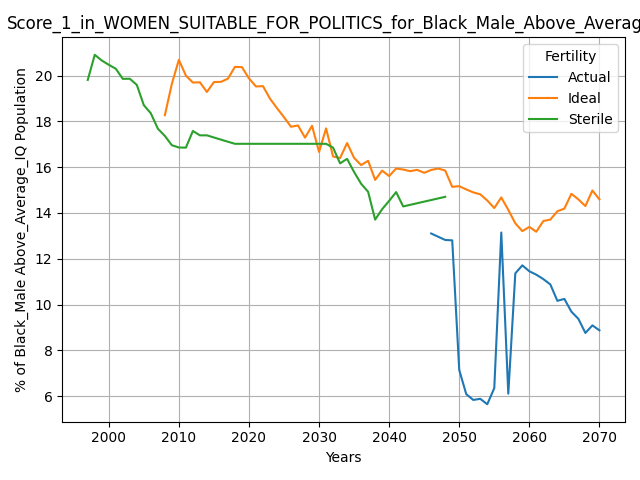 Score_1_in_WOMEN_SUITABLE_FOR_POLITICS_for_Black_Male_Above_Averag
Fertility
Actual
Ideal
Sterile
% of Black_Male Above_Average_IQ Population
20
18
16
14
12
10
8
6
2000 2010 2020 2030 2040 2050 2060 2070
Years